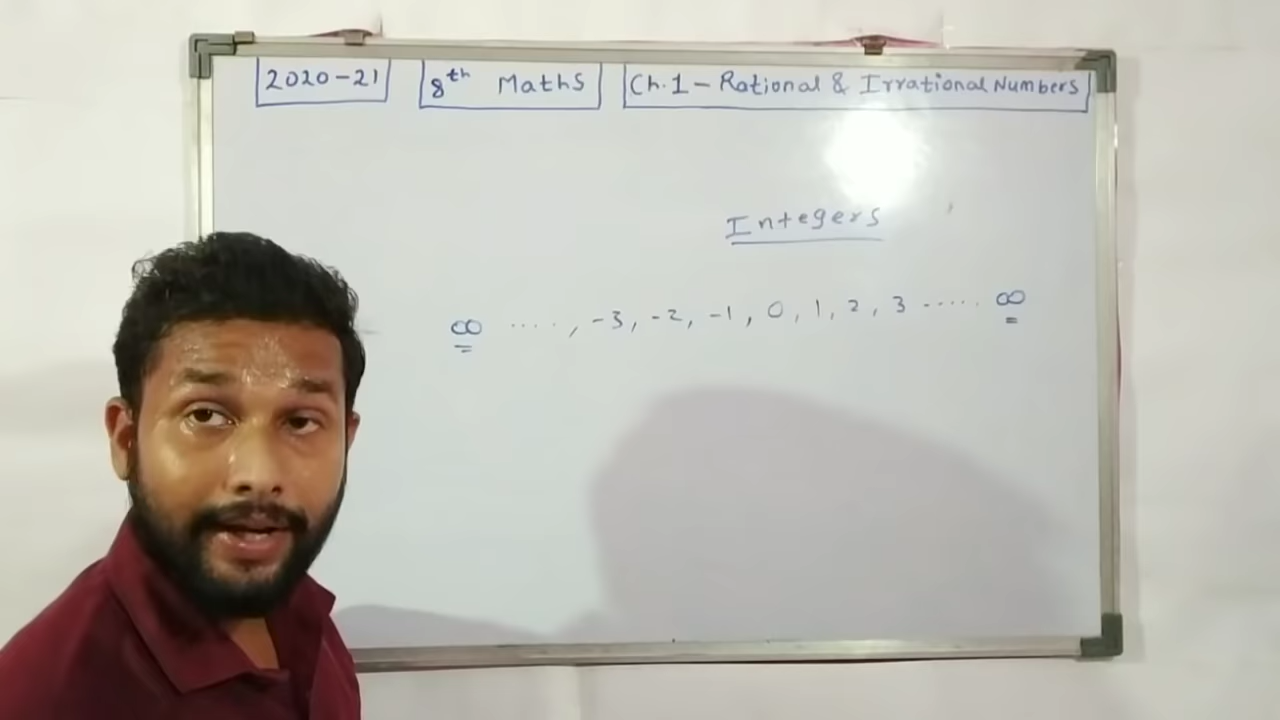 2020-21 8th Maths Ch.1 - Rational & Irrational Numbers
Integers
∞ ....., -3, -2, -1, 0, 1, 2, 3 ...... ∞